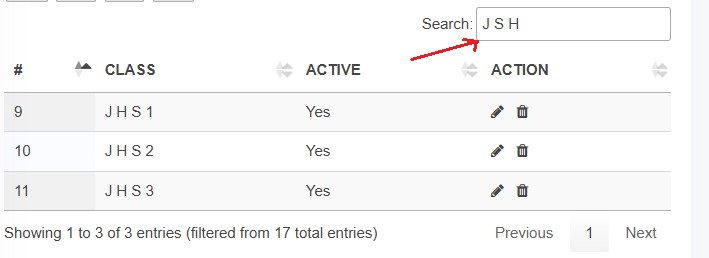 Search: J S H
# CLASS ACTIVE ACTION
9 J H S 1 Yes
10 J H S 2 Yes
11 J H S 3 Yes
Showing 1 to 3 of 3 entries (filtered from 17 total entries) Previous 1 Next